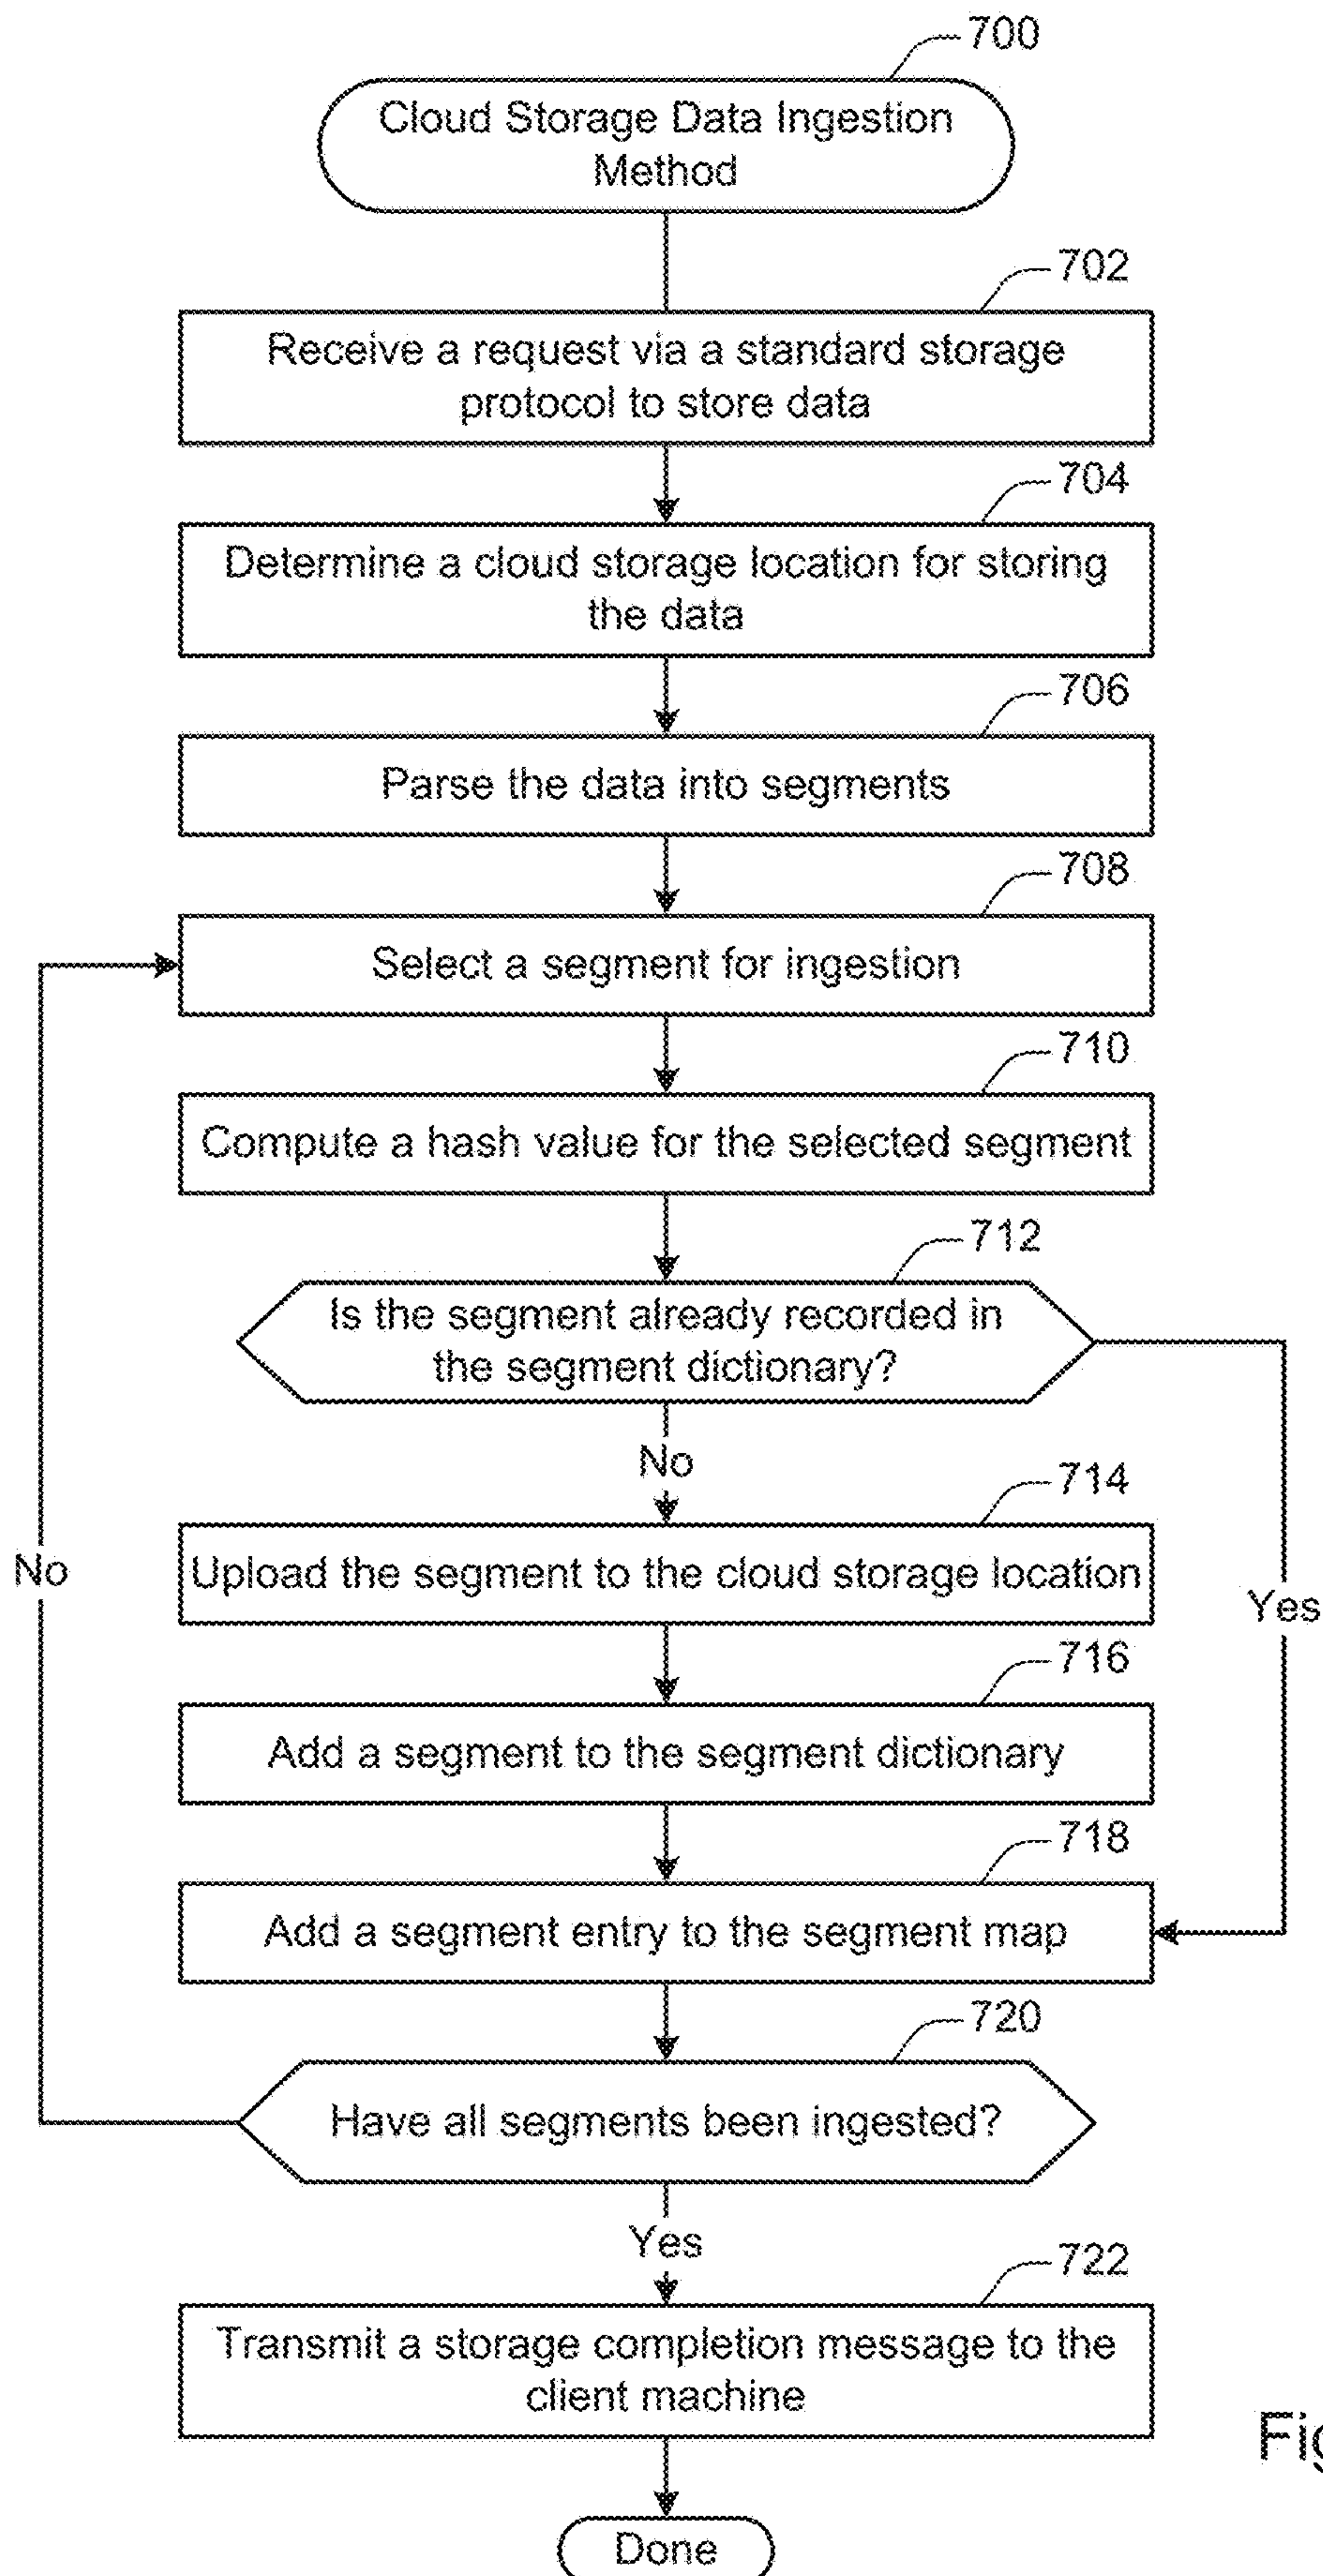 700
Cloud Storage Data Ingestion
Method
702
Receive a request via a standard storage
protocol to store data
704
Determine a cloud storage location for storing
the data
706
Parse the data into segments
708
Select a segment for ingestion
710
Compute a hash value for the selected segment
712
Is the segment already recorded in
the segment dictionary?
No
714
Upload the segment to the cloud storage location
No
Yes
716
Add a segment to the segment dictionary
718
Add a segment entry to the segment map
720
Have all segments been ingested?
Yes
722
Transmit a storage completion message to the
client machine
Done